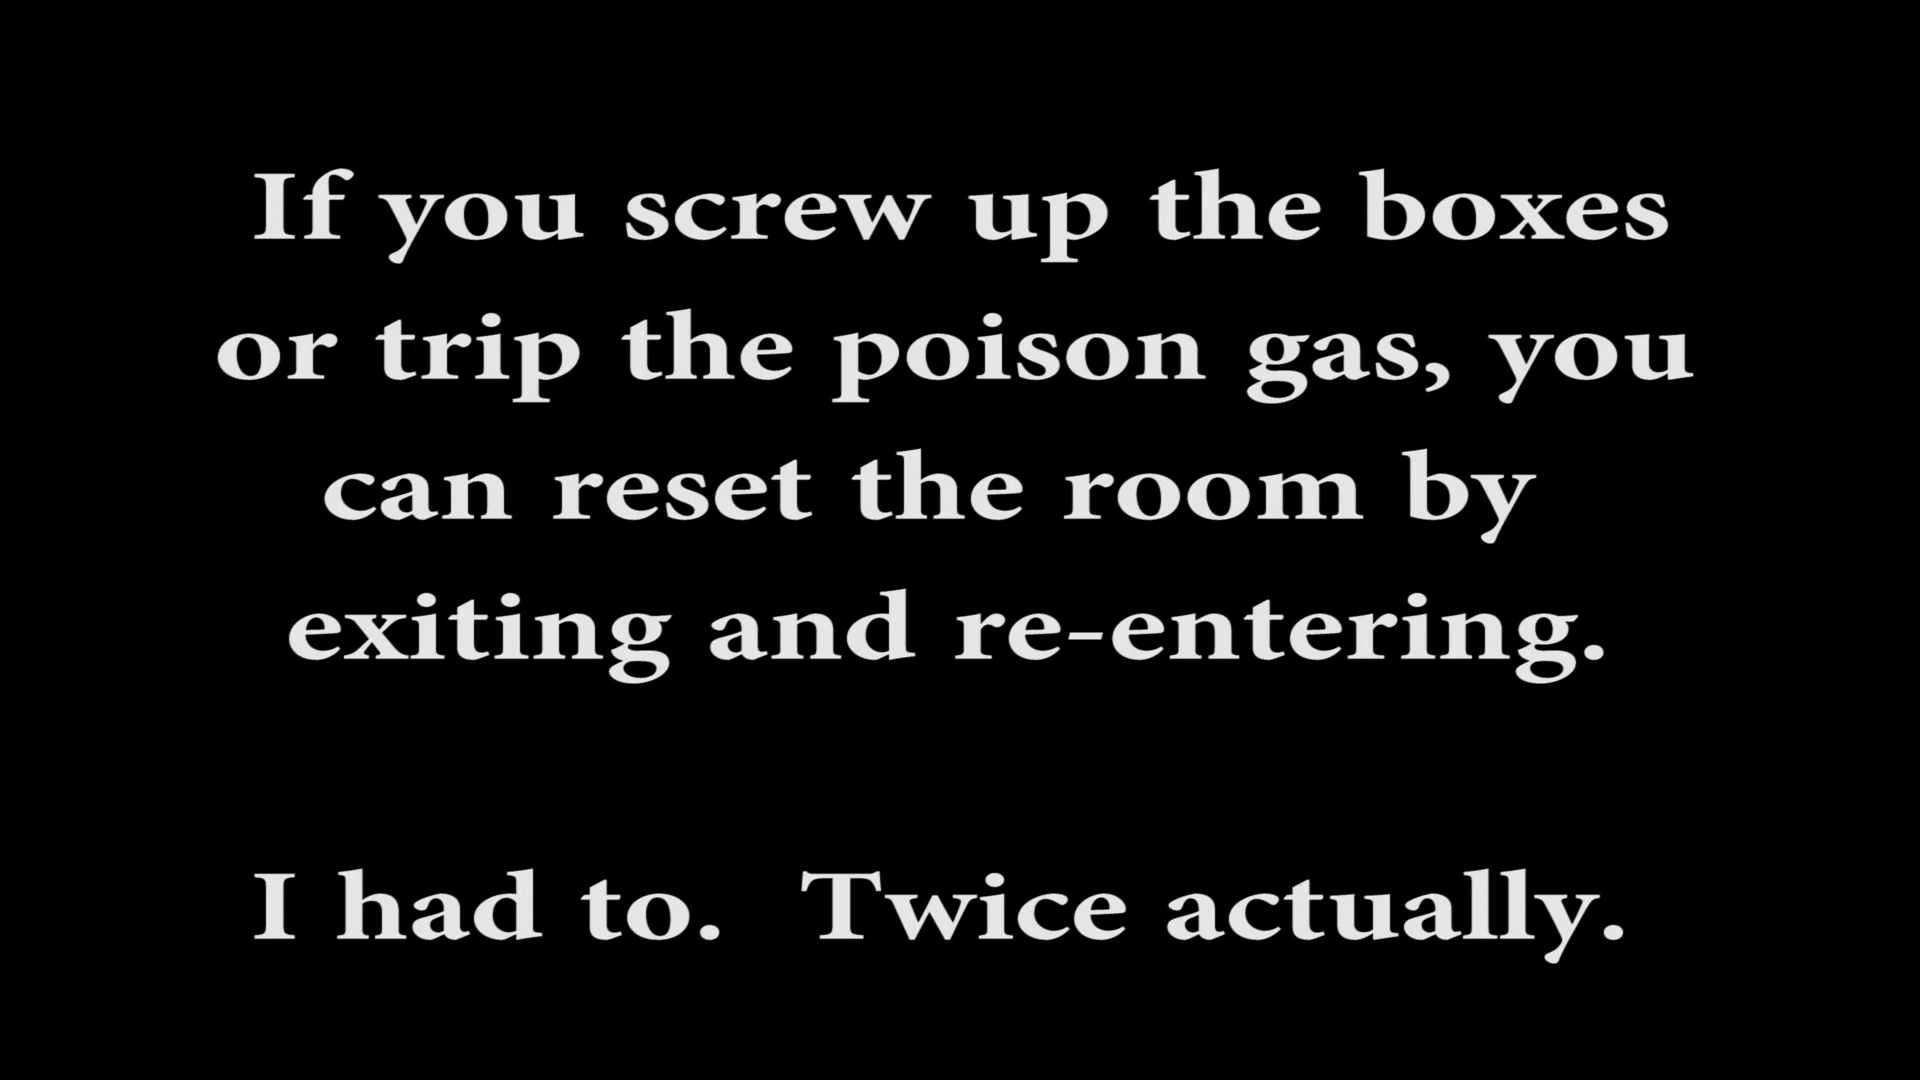 If you screw up the boxes
or trip the poison gas, you
can reset the room by
exiting and re-entering.
I had to.  Twice actually.